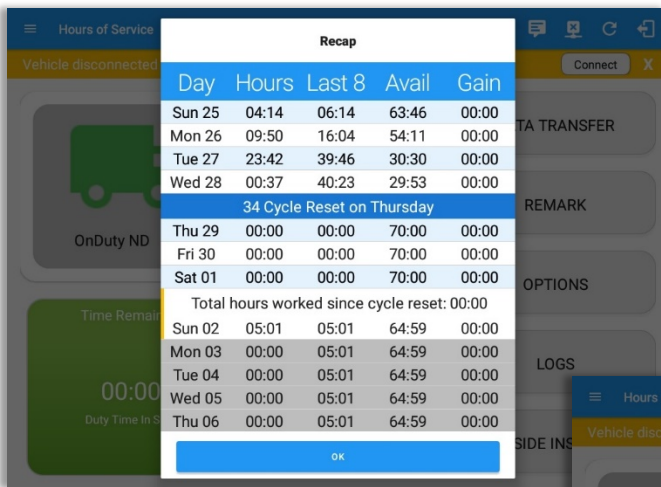 Hours of Service
Recap
Vehicle disconnected
Connect X
Day Hours Last 8 Avail Gain
Sun 25 04:14 06:14 63:46 00:00
Mon 26 09:50 16:04 54:11 00:00
Tue 27 23:42 39:46 30:30 00:00
Wed 28 00:37 40:23 29:53 00:00
34 Cycle Reset on Thursday
Thu 29 00:00 00:00 70:00 00:00
Fri 30 00:00 00:00 70:00 00:00
Sat 01 00:00 00:00 70:00 00:00
Total hours worked since cycle reset: 00:00
Sun 02 05:01 05:01 64:59 00:00
Mon 03 00:00 05:01 64:59 00:00
Tue 04 00:00 05:01 64:59 00:00
Wed 05 00:00 05:01 64:59 00:00
Thu 06 00:00 05:01 64:59 00:00
OK
OnDuty ND
Time Remain
00:00
Duty Time In S
TA TRANSFER
REMARK
OPTIONS
LOGS
SIDE INS
Hours
Vehicle disc